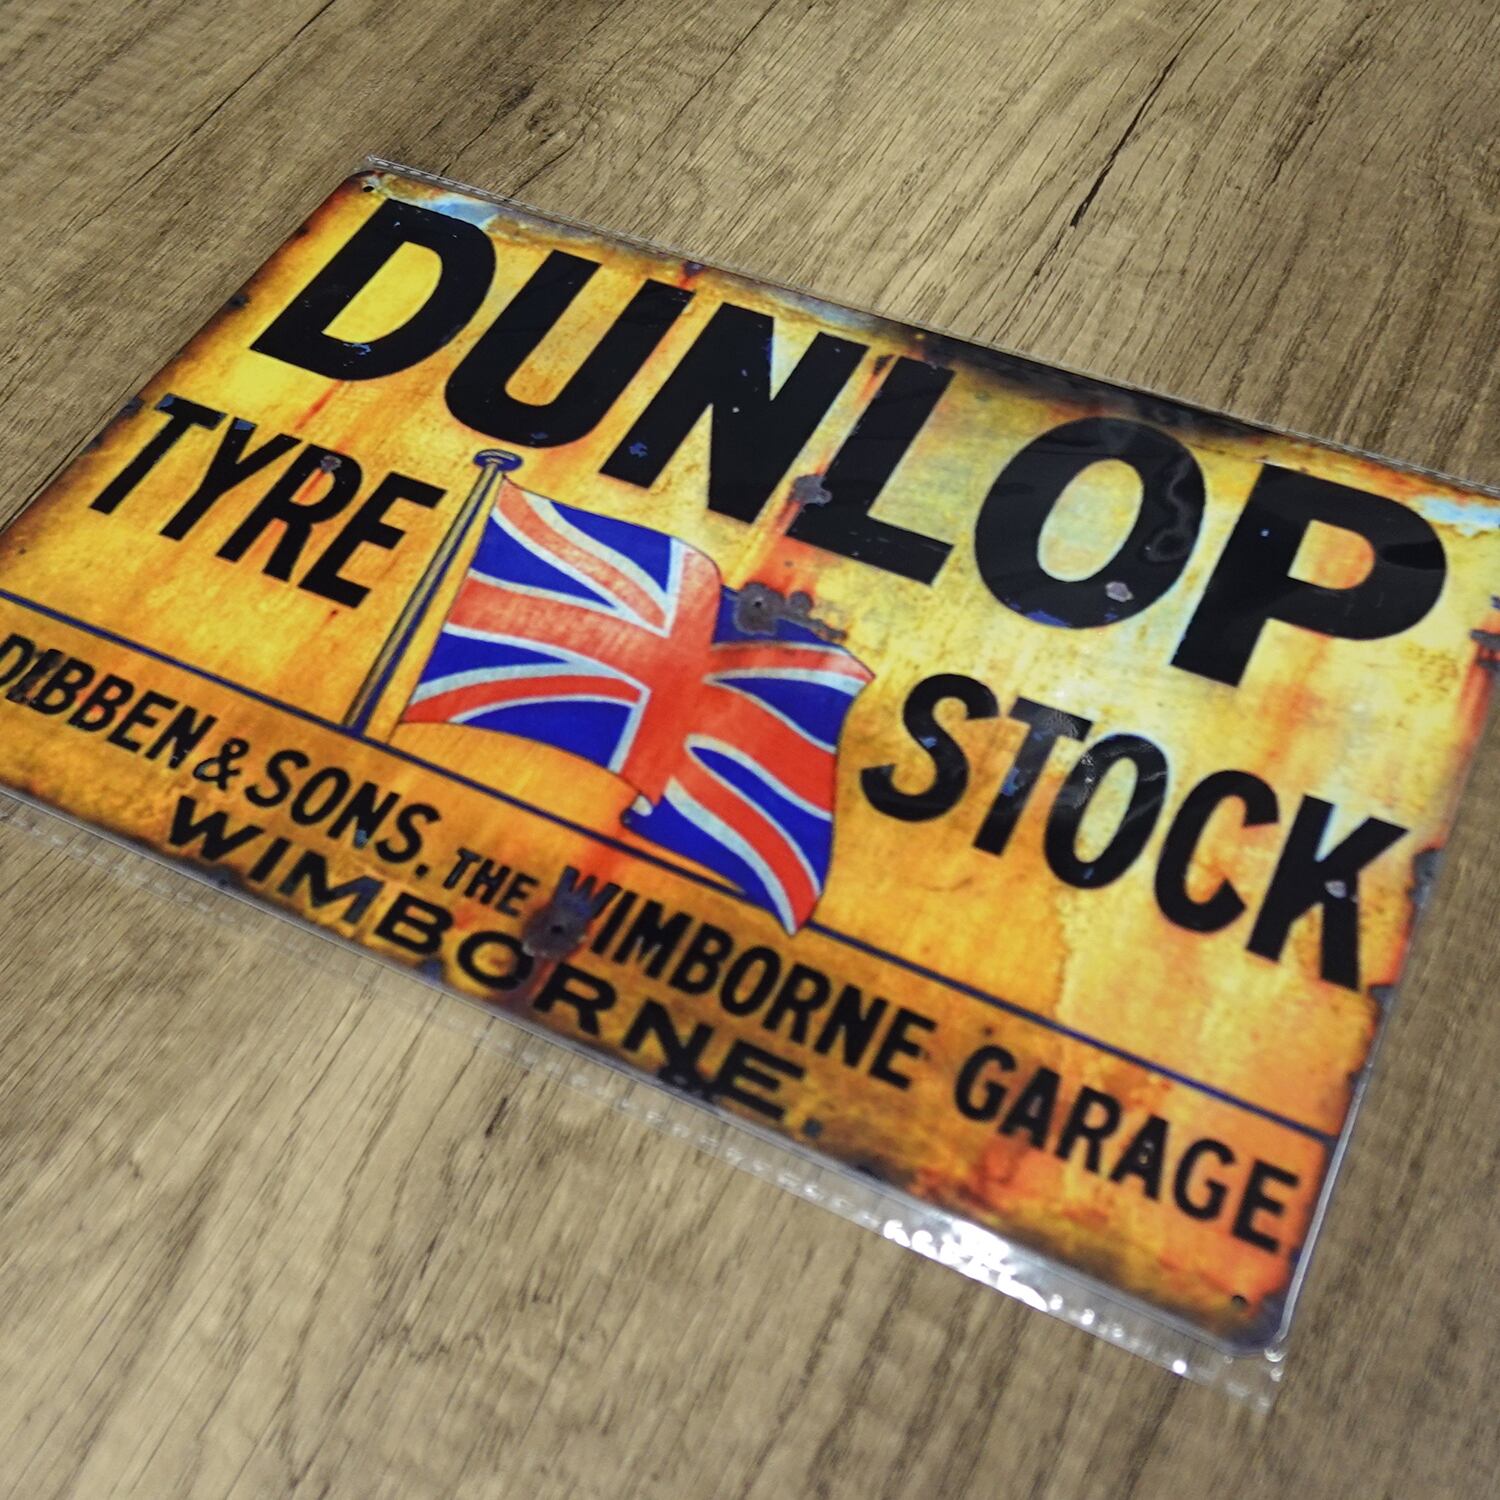 DUNLOP
TYRE STOCK
DIBBEN & SONS. THE WIMBORNE GARAGE
WIMBORNE.